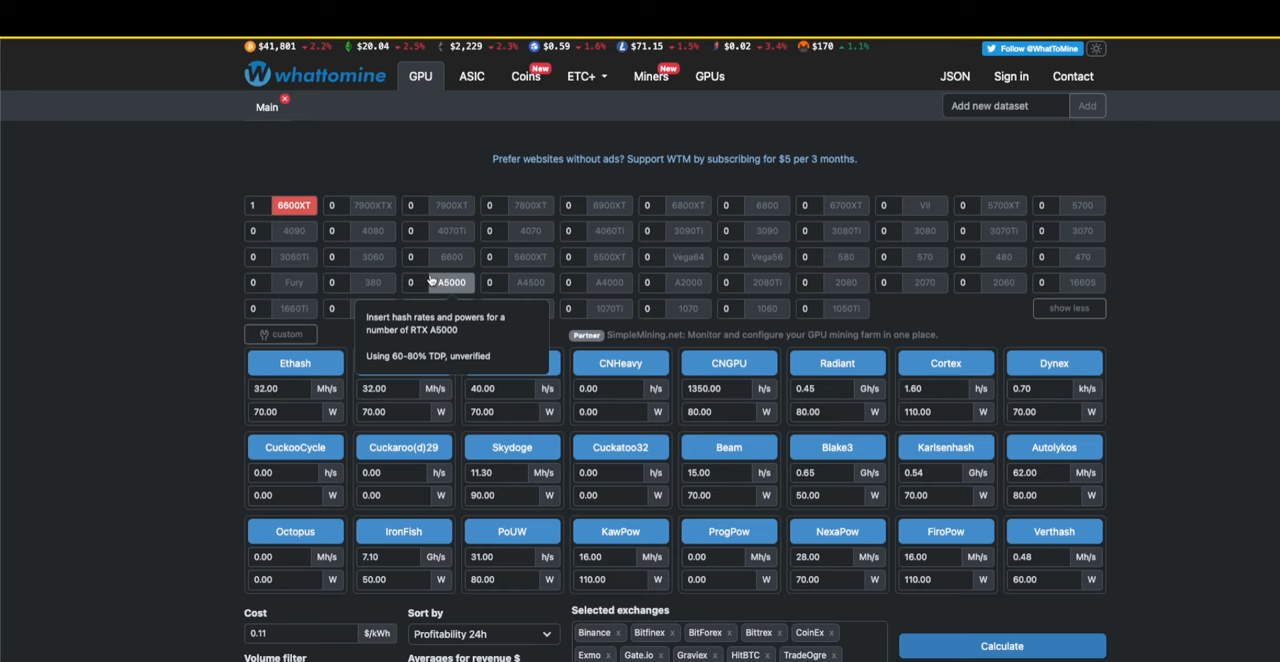 $41,801 - 2.2% $20.04 - 2.5% $2,229 - 2.3% $0.59 - 1.6% $71.15 - 1.5% $0.02 - 3.4% $170 - 1.1% Follow @WhatToMine
whattomine GPU ASIC Coins New ETC+ Miners New GPUs JSON Sign in Contact
Main Add new dataset Add
Prefer websites without ads? Support WTM by subscribing for $5 per 3 months.
1 6600XT 0 7900XTX 0 7900XT 0 7800XT 0 6900XT 0 6800XT 0 6800 0 6700XT 0 VII 0 5700XT 0 5700
0 4090 0 4080 0 4070Ti 0 4070 0 4060Ti 0 3090Ti 0 3090 0 3080Ti 0 3080 0 3070Ti 0 3070
0 3060Ti 0 3060 0 6600 0 5600XT 0 5500XT 0 Vega64 0 Vega56 0 580 0 570 0 480 0 470
0 Fury 0 380 0 A5000 0 A4500 0 A4000 0 A2000 0 2080Ti 0 2080 0 2070 0 2060 0 1660S
0 1660Ti 0 0 1070Ti 0 1070 0 1060 0 1050Ti show less
Insert hash rates and powers for a
number of RTX A5000
Using 60-80% TDP, unverified
custom Partner SimpleMining.net: Monitor and configure your GPU mining farm in one place.
Ethash CNHeavy CNGPU Radiant Cortex Dynex
32.00 Mh/s 32.00 Mh/s 40.00 h/s 0.00 h/s 1350.00 h/s 0.45 Gh/s 1.60 h/s 0.70 kh/s
70.00 W 70.00 W 70.00 W 0.00 W 80.00 W 80.00 W 110.00 W 70.00 W
CuckooCycle Cuckaroo(d)29 Skydoge Cuckatoo32 Beam Blake3 Karlsenhash Autolykos
0.00 h/s 0.00 h/s 11.30 Mh/s 0.00 h/s 15.00 h/s 0.65 Gh/s 0.54 Gh/s 62.00 Mh/s
0.00 W 0.00 W 90.00 W 0.00 W 70.00 W 50.00 W 70.00 W 80.00 W
Octopus IronFish PoUW KawPow ProgPow NexaPow FiroPow Verthash
0.00 Mh/s 7.10 Gh/s 31.00 h/s 16.00 Mh/s 0.00 Mh/s 28.00 Mh/s 16.00 Mh/s 0.48 Mh/s
0.00 W 50.00 W 80.00 W 110.00 W 0.00 W 70.00 W 110.00 W 60.00 W
Cost Sort by Selected exchanges
0.11 $/kWh Profitability 24h Binance x Bitfinex x BitForex x Bittrex x CoinEx x Calculate
Volume filter Averages for revenue $ Exmo x Gate.io x Graviex x HitBTC x TradeOgre x